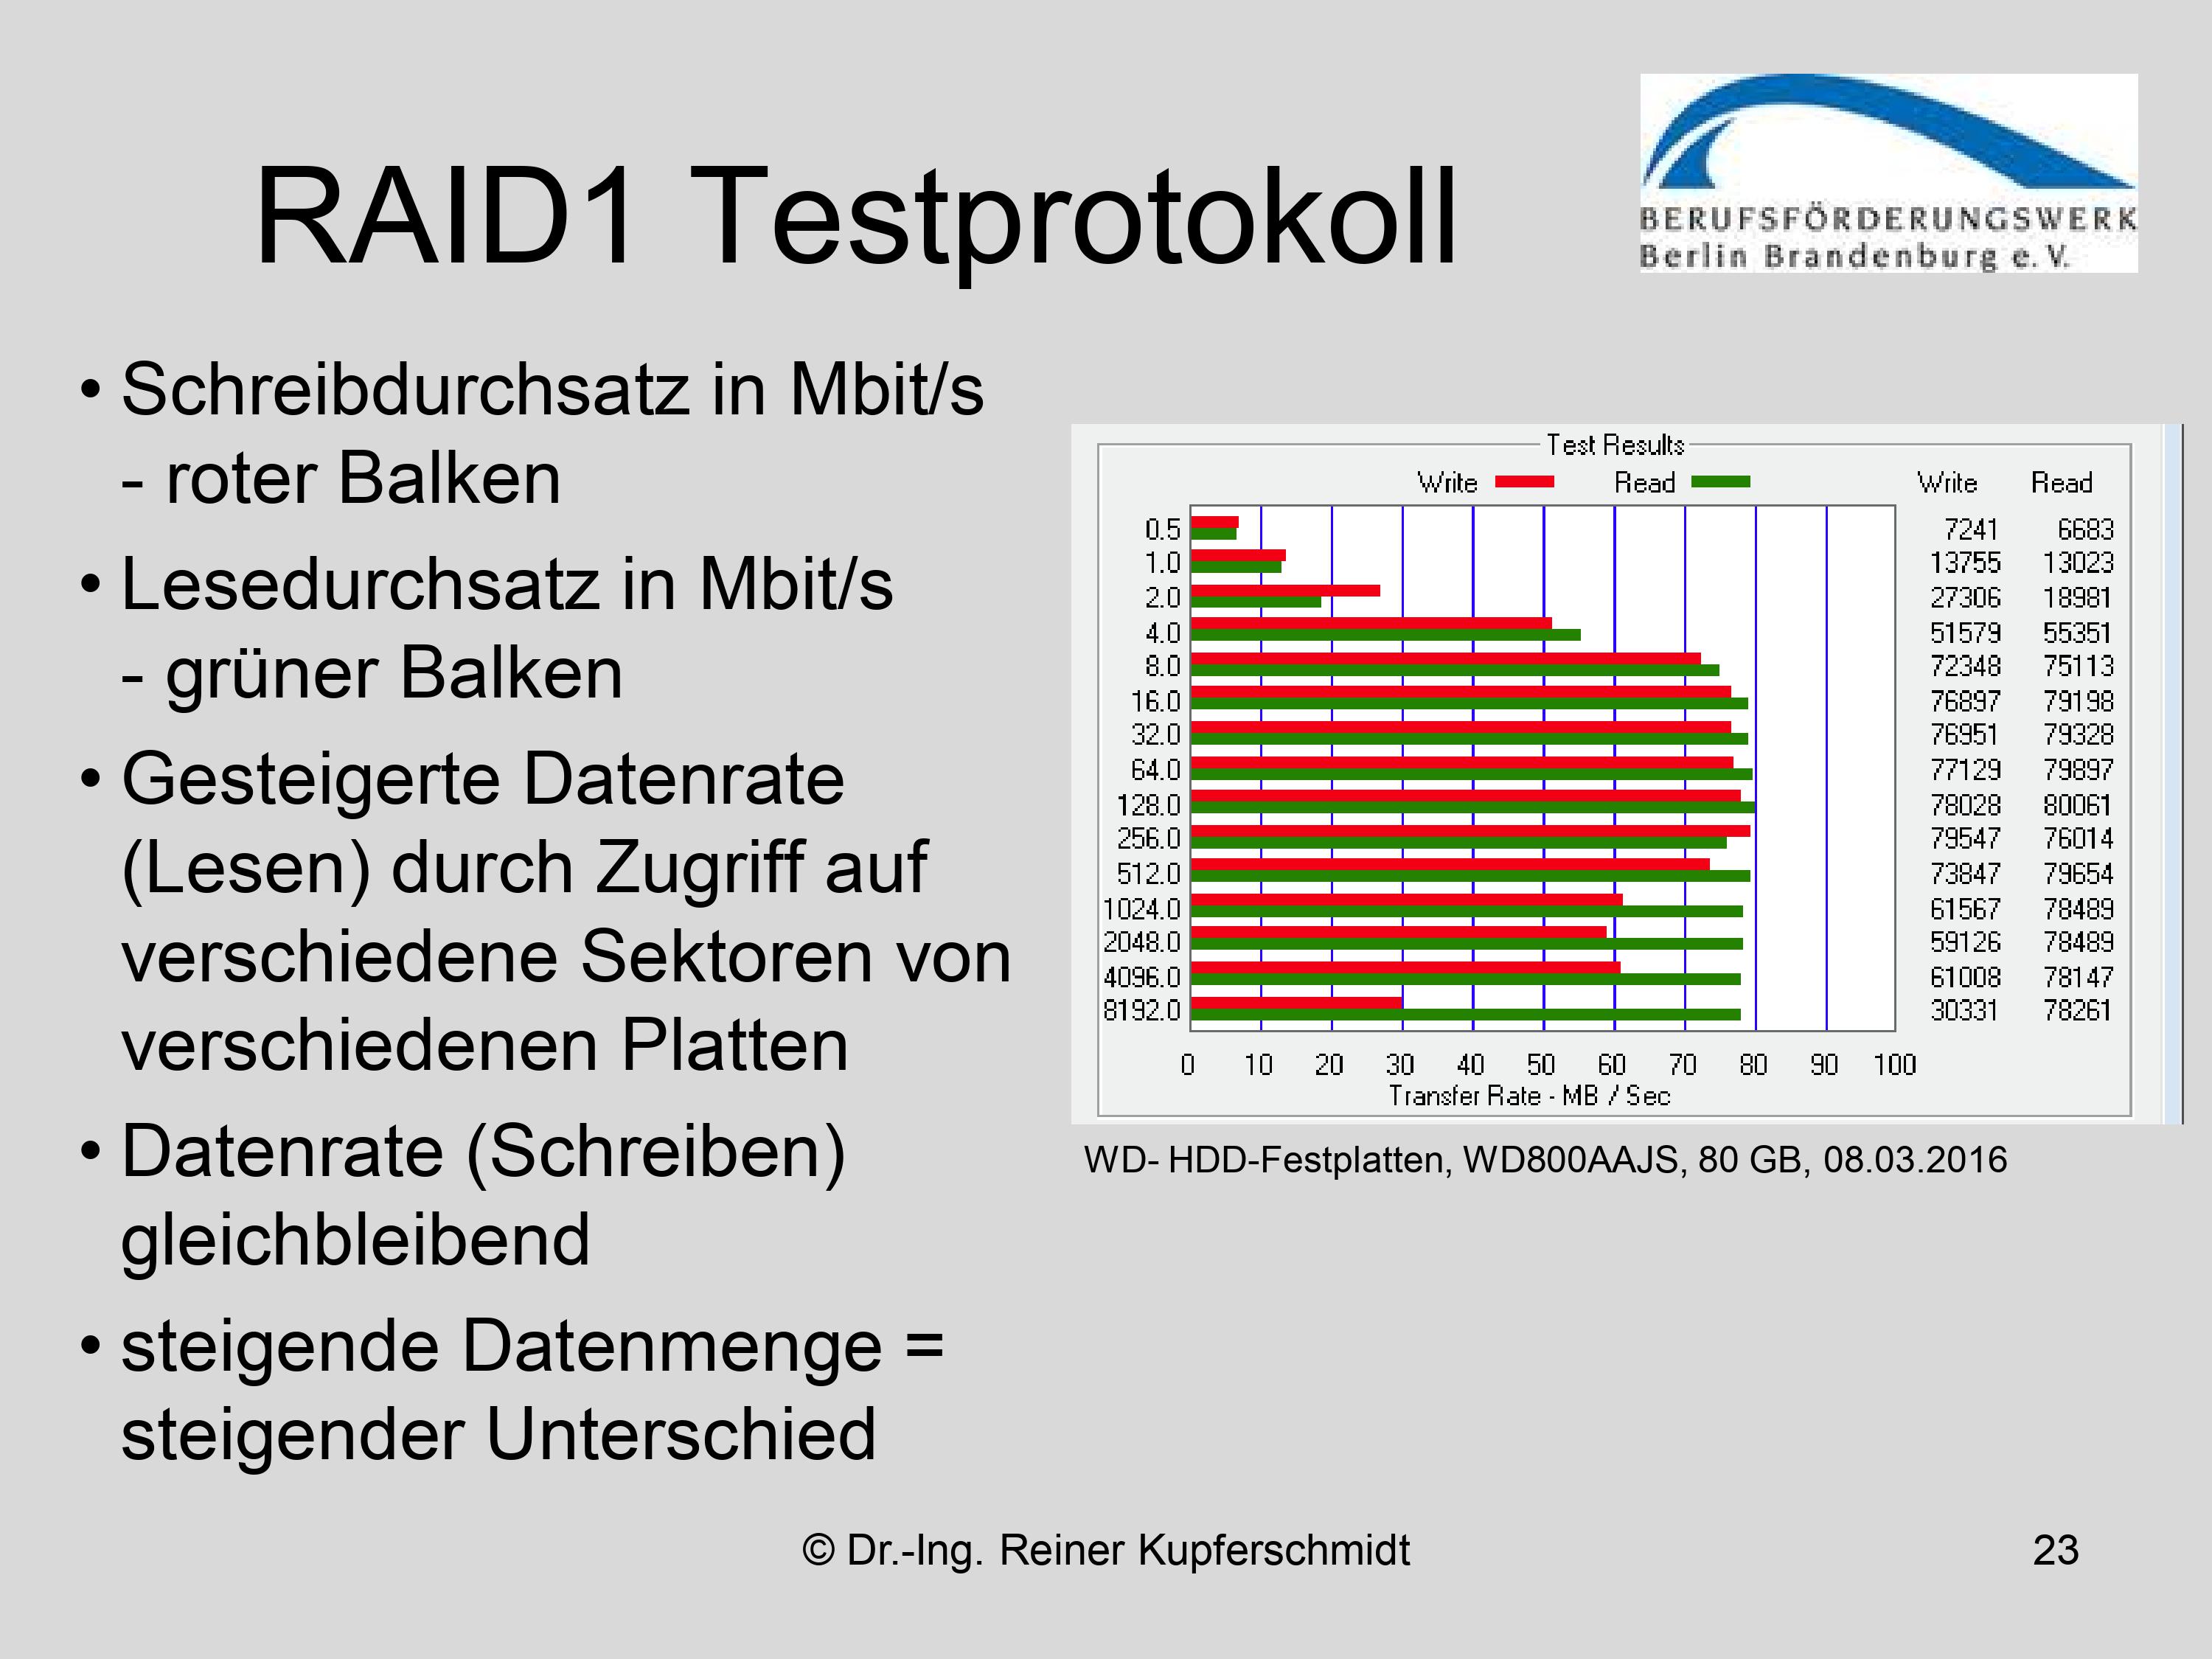 RAID1 Testprotokoll
BERUFSFÖRDERUNGSWERK
Berlin Brandenburg e.V.
• Schreibdurchsatz in Mbit/s
- roter Balken
• Lesedurchsatz in Mbit/s
- grüner Balken
• Gesteigerte Datenrate
(Lesen) durch Zugriff auf
verschiedene Sektoren von
verschiedenen Platten
• Datenrate (Schreiben)
gleichbleibend
• steigende Datenmenge =
steigender Unterschied
Test Results
Write Read Write Read
0.5 7241 6683
1.0 13755 13023
2.0 27306 18981
4.0 51579 55351
8.0 72348 75113
16.0 76897 79198
32.0 76951 79328
64.0 77129 79897
128.0 78028 80061
256.0 79547 76014
512.0 73847 79654
1024.0 61567 78489
2048.0 59126 78489
4096.0 61008 78147
8192.0 30331 78261
0 10 20 30 40 50 60 70 80 90 100
Transfer Rate - MB / Sec
WD- HDD-Festplatten, WD800AAJS, 80 GB, 08.03.2016
© Dr.-Ing. Reiner Kupferschmidt
23